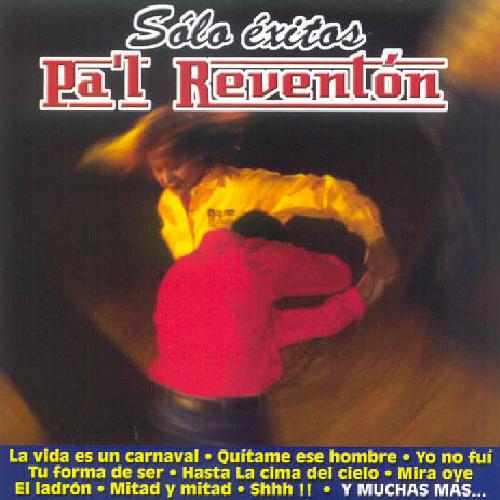 Sólo éxitos
Pa'l Reventón
La vida es un carnaval • Quítame ese hombre • Yo no fuí
Tu forma de ser • Hasta La cima del cielo • Mira oye
El ladrón • Mitad y mitad • Shhh !! • Y MUCHAS MAS...